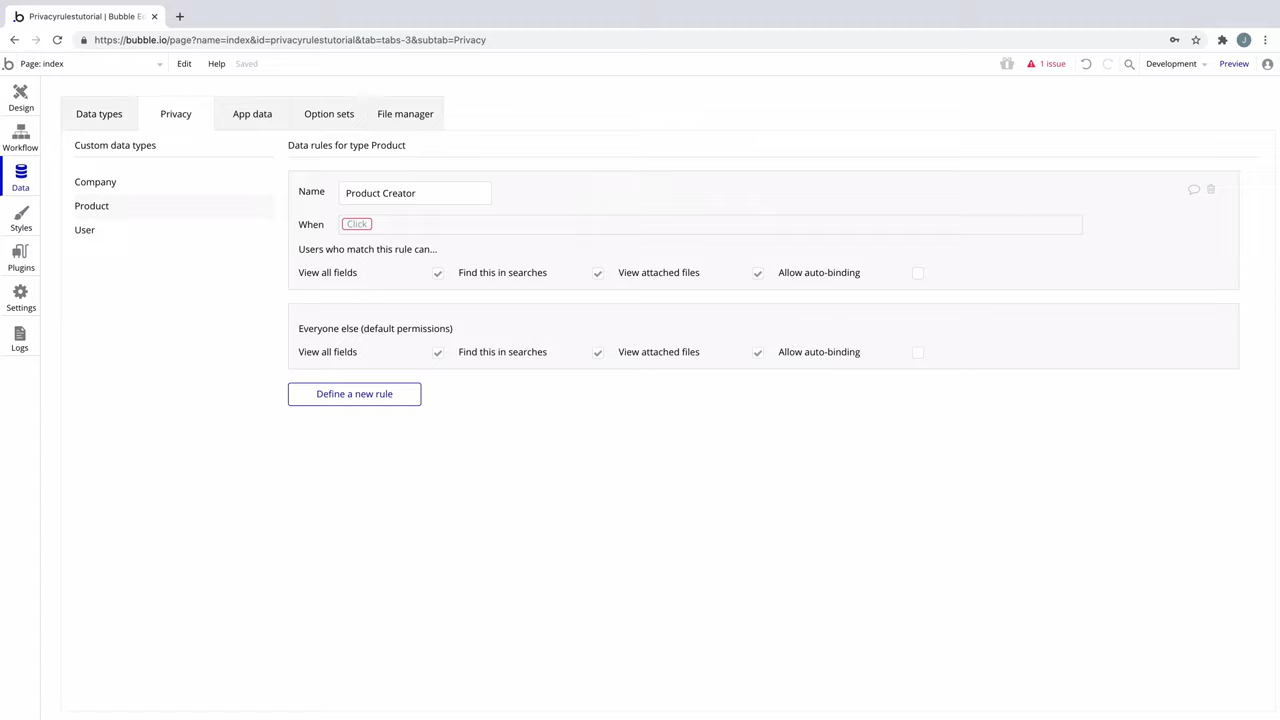 Privacyrulestutorial | Bubble Ed
https://bubble.io/page?name=index&id=privacyrulestutorial&tab=tabs-3&subtab=Privacy
J
Page: index
Edit
Help
Saved
1 issue
Development
Preview
Design
Workflow
Data
Styles
Plugins
Settings
Logs
Data types
Privacy
App data
Option sets
File manager
Custom data types
Company
Product
User
Data rules for type Product
Name
Product Creator
When
Click
Users who match this rule can...
View all fields
Find this in searches
View attached files
Allow auto-binding
Everyone else (default permissions)
View all fields
Find this in searches
View attached files
Allow auto-binding
Define a new rule